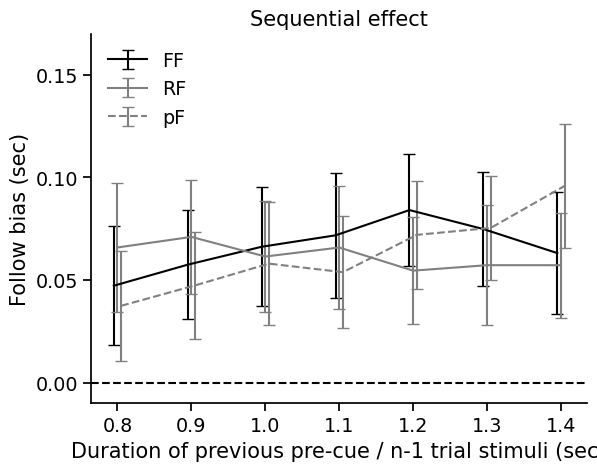 Sequential effect
FF
RF
pF
0.15
0.10
0.05
0.00
Follow bias (sec)
0.8 0.9 1.0 1.1 1.2 1.3 1.4
Duration of previous pre-cue / n-1 trial stimuli (sec